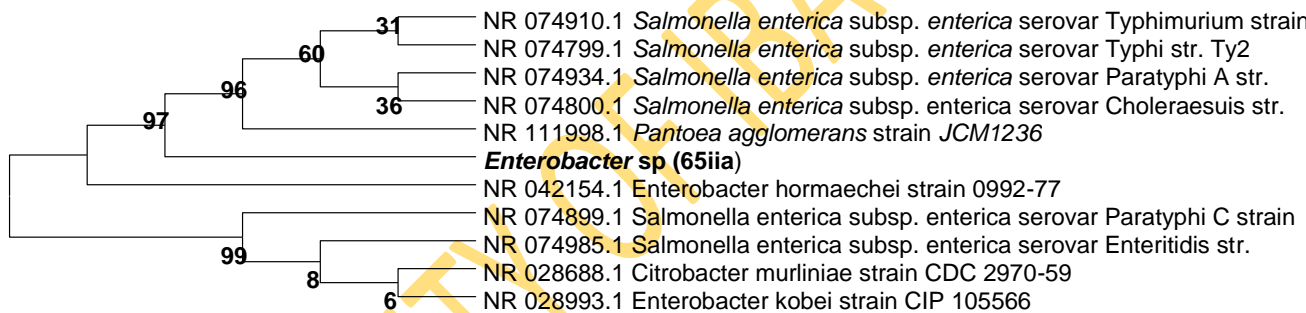 NR 074910.1 Salmonella enterica subsp. enterica serovar Typhimurium strain
31
NR 074799.1 Salmonella enterica subsp. enterica serovar Typhi str. Ty2
60
NR 074934.1 Salmonella enterica subsp. enterica serovar Paratyphi A str.
96
36
NR 074800.1 Salmonella enterica subsp. enterica serovar Choleraesuis str.
97
NR 111998.1 Pantoea agglomerans strain JCM1236
Enterobacter sp (65iia)
NR 042154.1 Enterobacter hormaechei strain 0992-77
NR 074899.1 Salmonella enterica subsp. enterica serovar Paratyphi C strain
99
NR 074985.1 Salmonella enterica subsp. enterica serovar Enteritidis str.
8
NR 028688.1 Citrobacter murliniae strain CDC 2970-59
6
NR 028993.1 Enterobacter kobei strain CIP 105566
TY OF IBA